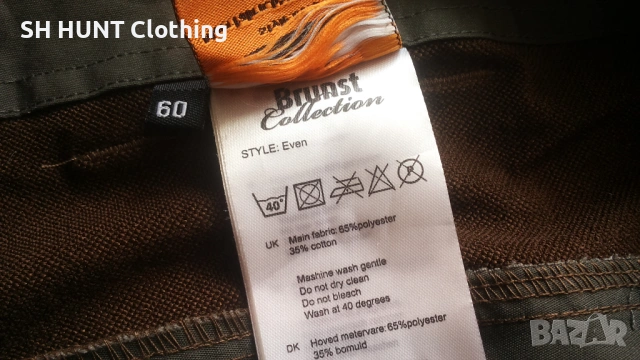 SH HUNT Clothing
60
Brunst
Collection
STYLE: Even
40°
P
UK Main fabric: 65%polyester
35% cotton
Mashine wash gentle
Do not dry clean
Do not bleach
Wash at 40 degrees
DK Hoved metervare: 65%polyester
35% bomuld
BAZAR